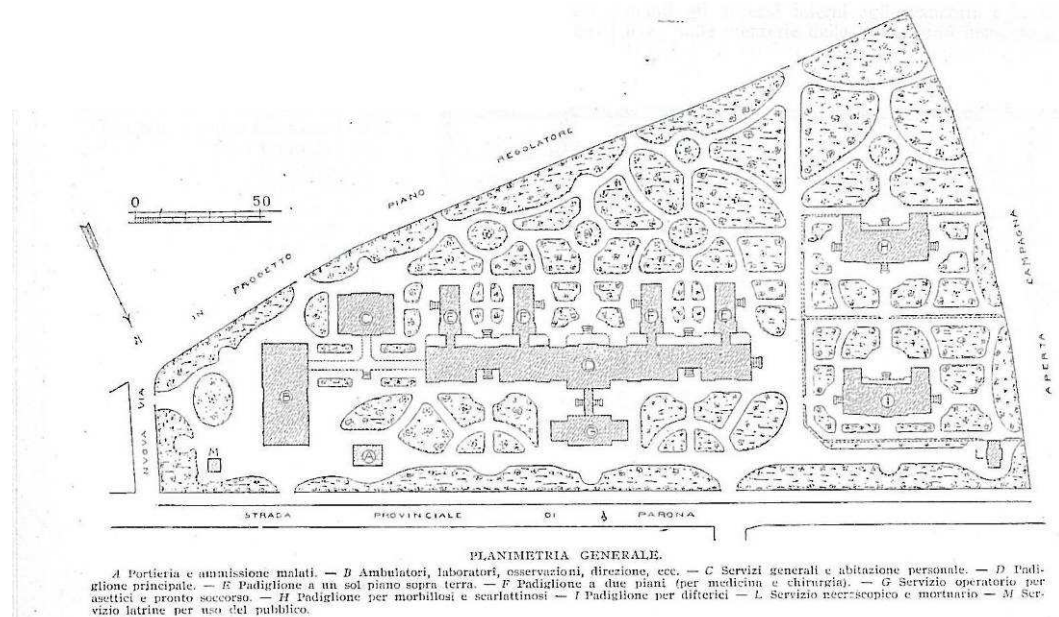 0 50
NUOVA VIA IN PROGETTO PIANO REGOLATORE
CAMPAGNA APERTA
C
E
F
F
E
H
B
D
G
A
I
L
M
STRADA PROVINCIALE DI PARONA
PLANIMETRIA GENERALE.
A Portieria e ammissione malati. — B Ambulatori, laboratori, osservazioni, direzione, ecc. — C Servizi generali e abitazione personale. — D Padi-
glione principale. — E Padiglione a un sol piano sopra terra. — F Padiglione a due piani (per medicina e chirurgia). — G Servizio operatorio per
asettici e pronto soccorso. — H Padiglione per morbillosi e scarlattinosi — I Padiglione per difterici — L Servizio necroscopico e mortuario — M Ser-
vizio latrine per uso del pubblico.